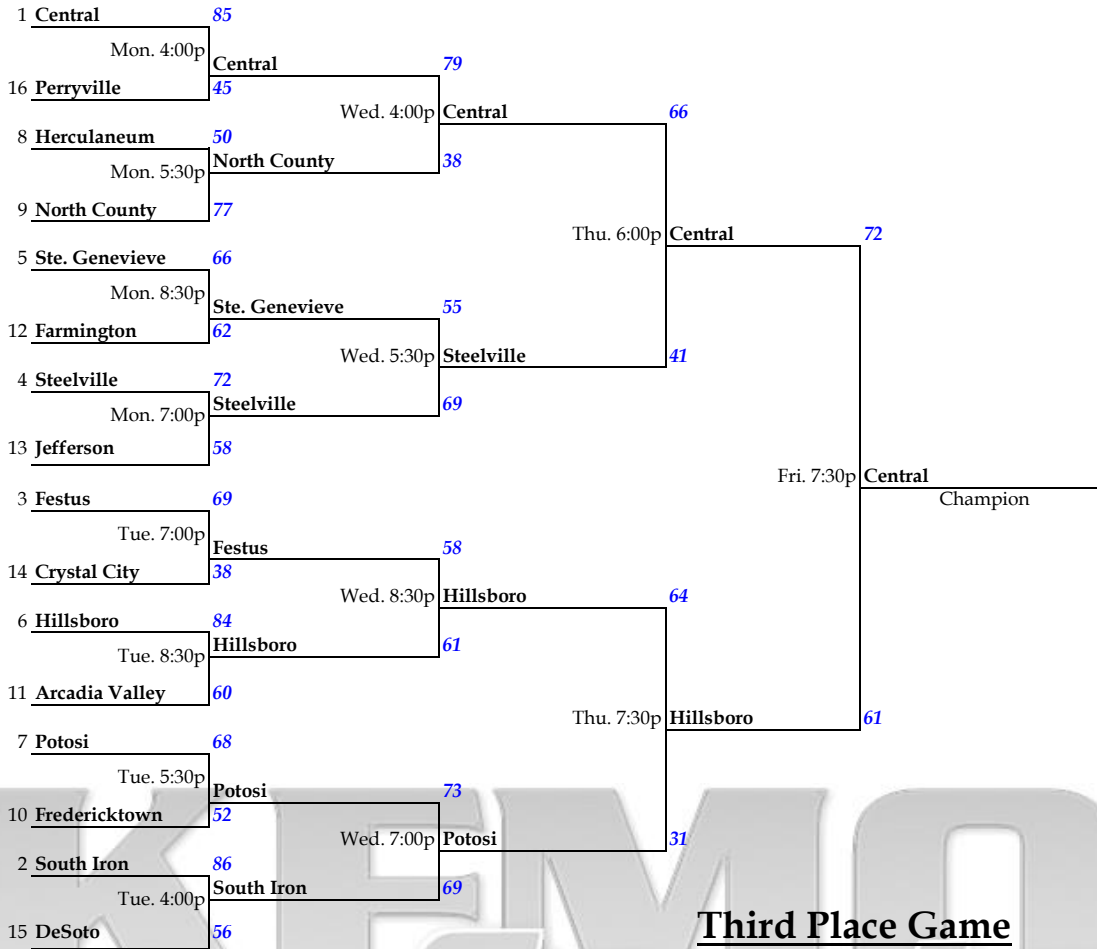 1 Central 85
Mon. 4:00p
Central 79
16 Perryville 45
Wed. 4:00p Central 66
8 Herculaneum 50
Mon. 5:30p
North County 38
9 North County 77
Thu. 6:00p Central 72
5 Ste. Genevieve 66
Mon. 8:30p
Ste. Genevieve 55
12 Farmington 62
Wed. 5:30p Steelville 41
4 Steelville 72
Mon. 7:00p
Steelville 69
13 Jefferson 58
Fri. 7:30p Central
Champion
3 Festus 69
Tue. 7:00p
Festus 58
14 Crystal City 38
Wed. 8:30p Hillsboro 64
6 Hillsboro 84
Tue. 8:30p
Hillsboro 61
11 Arcadia Valley 60
Thu. 7:30p Hillsboro 61
7 Potosi 68
Tue. 5:30p
Potosi 73
10 Fredericktown 52
Wed. 7:00p Potosi 31
2 South Iron 86
Tue. 4:00p
South Iron 69
15 DeSoto 56
Third Place Game
KFMO